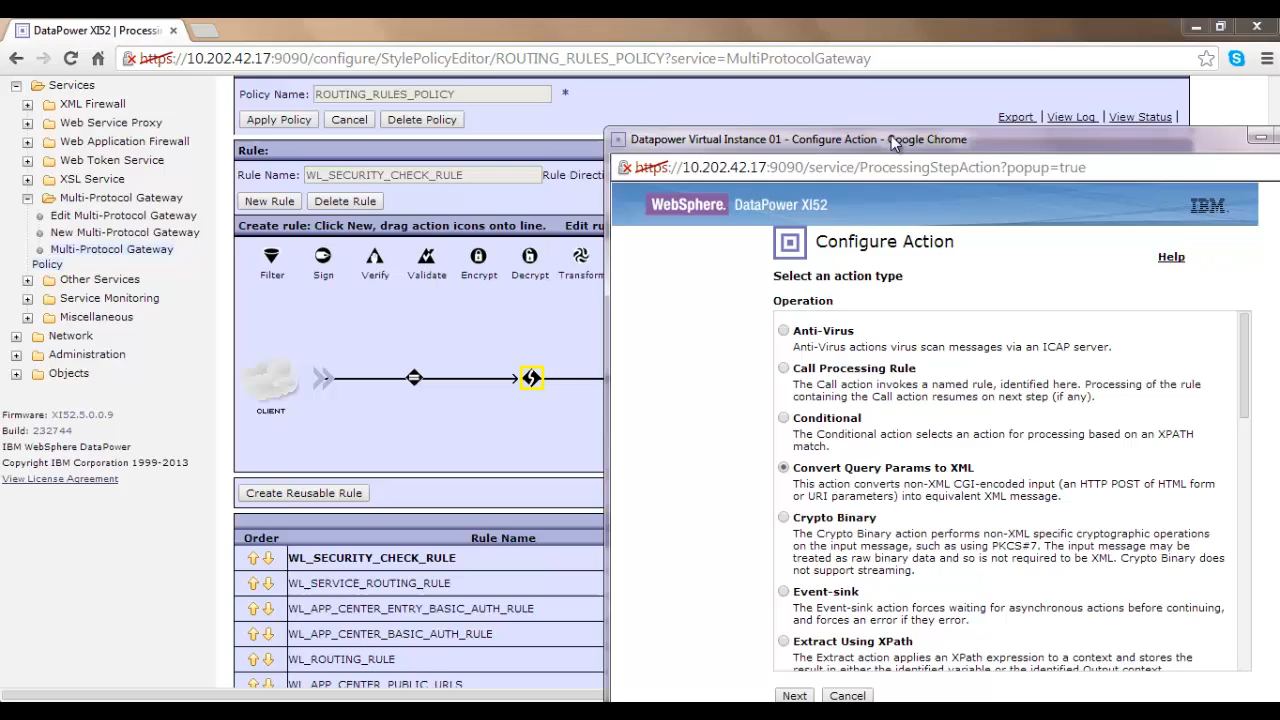 DataPower XI52 | Processi
https://10.202.42.17:9090/configure/StylePolicyEditor/ROUTING_RULES_POLICY?service=MultiProtocolGateway
Services
XML Firewall
Web Service Proxy
Web Application Firewall
Web Token Service
XSL Service
Multi-Protocol Gateway
Edit Multi-Protocol Gateway
New Multi-Protocol Gateway
Multi-Protocol Gateway
Policy
Other Services
Service Monitoring
Miscellaneous
Network
Administration
Objects
Firmware: XI52.5.0.0.9
Build: 232744
IBM WebSphere DataPower
Copyright IBM Corporation 1999-2013
View License Agreement
Policy Name: ROUTING_RULES_POLICY *
Apply Policy Cancel Delete Policy
Export | View Log | View Status |
Rule:
Rule Name: WL_SECURITY_CHECK_RULE Rule Directi
New Rule Delete Rule
Create rule: Click New, drag action icons onto line. Edit ru
Filter Sign Verify Validate Encrypt Decrypt Transform
CLIENT
Create Reusable Rule
Order Rule Name
WL_SECURITY_CHECK_RULE
WL_SERVICE_ROUTING_RULE
WL_APP_CENTER_ENTRY_BASIC_AUTH_RULE
WL_APP_CENTER_BASIC_AUTH_RULE
WL_ROUTING_RULE
WL_APP_CENTER_PUBLIC_URLS
Datapower Virtual Instance 01 - Configure Action - Google Chrome
https://10.202.42.17:9090/service/ProcessingStepAction?popup=true
WebSphere. DataPower XI52 IBM
Configure Action
Help
Select an action type
Operation
Anti-Virus
Anti-Virus actions virus scan messages via an ICAP server.
Call Processing Rule
The Call action invokes a named rule, identified here. Processing of the rule
containing the Call action resumes on next step (if any).
Conditional
The Conditional action selects an action for processing based on an XPATH
match.
Convert Query Params to XML
This action converts non-XML CGI-encoded input (an HTTP POST of HTML form
or URI parameters) into equivalent XML message.
Crypto Binary
The Crypto Binary action performs non-XML specific cryptographic operations
on the input message, such as using PKCS#7. The input message may be
treated as raw binary data and so is not required to be XML. Crypto Binary does
not support streaming.
Event-sink
The Event-sink action forces waiting for asynchronous actions before continuing,
and forces an error if they error.
Extract Using XPath
The Extract action applies an XPath expression to a context and stores the
result in either the identified variable or the identified Output context.
Next Cancel